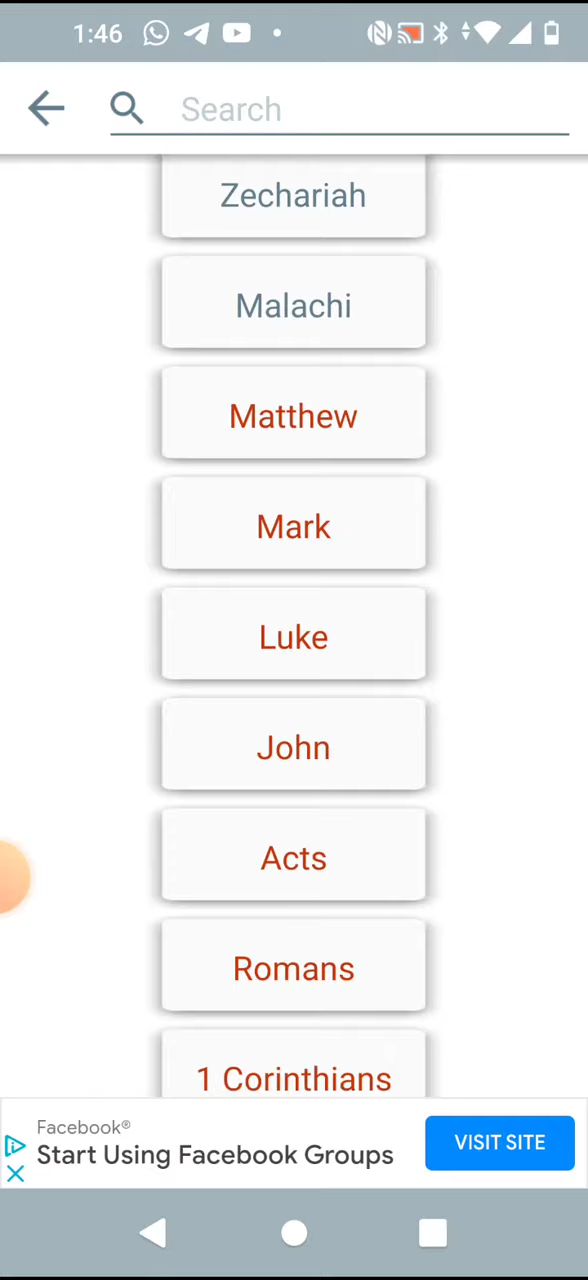 1:46
Search
Zechariah
Malachi
Matthew
Mark
Luke
John
Acts
Romans
1 Corinthians
Facebook®
Start Using Facebook Groups
VISIT SITE